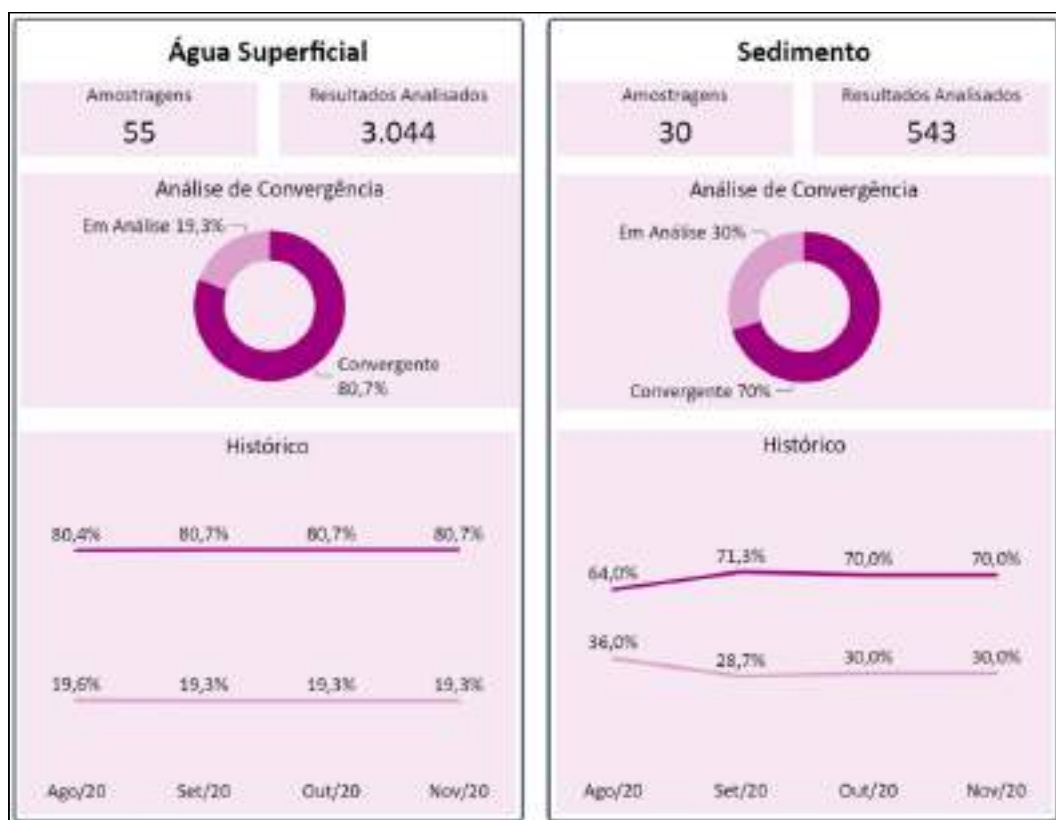 Água Superficial
Amostragens
55
Resultados Analisados
3.044
Análise de Convergência
Em Análise 19,3%
Convergente
80,7%
Histórico
80,4% 80,7% 80,7% 80,7%
19,6% 19,3% 19,3% 19,3%
Ago/20 Set/20 Out/20 Nov/20
Sedimento
Amostragens
30
Resultados Analisados
543
Análise de Convergência
Em Análise 30%
Convergente 70%
Histórico
64,0% 71,3% 70,0% 70,0%
36,0% 28,7% 30,0% 30,0%
Ago/20 Set/20 Out/20 Nov/20